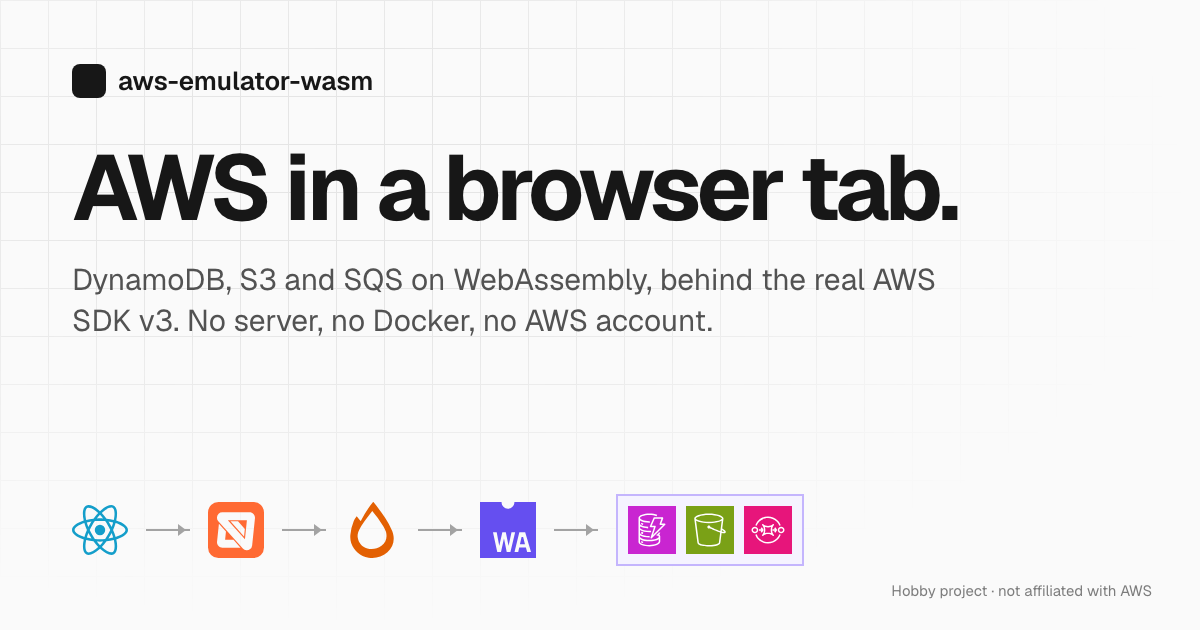 aws-emulator-wasm
AWS in a browser tab.
DynamoDB, S3 and SQS on WebAssembly, behind the real AWS
SDK v3. No server, no Docker, no AWS account.
WA
Hobby project · not affiliated with AWS